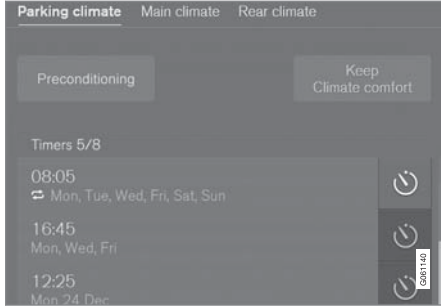 Parking climate Main climate Rear climate
Preconditioning
Keep
Climate comfort
Timers 5/8
08:05
Mon, Tue, Wed, Fri, Sat, Sun
16:45
Mon, Wed, Fri
12:25
Mon 24 Dec
G061140